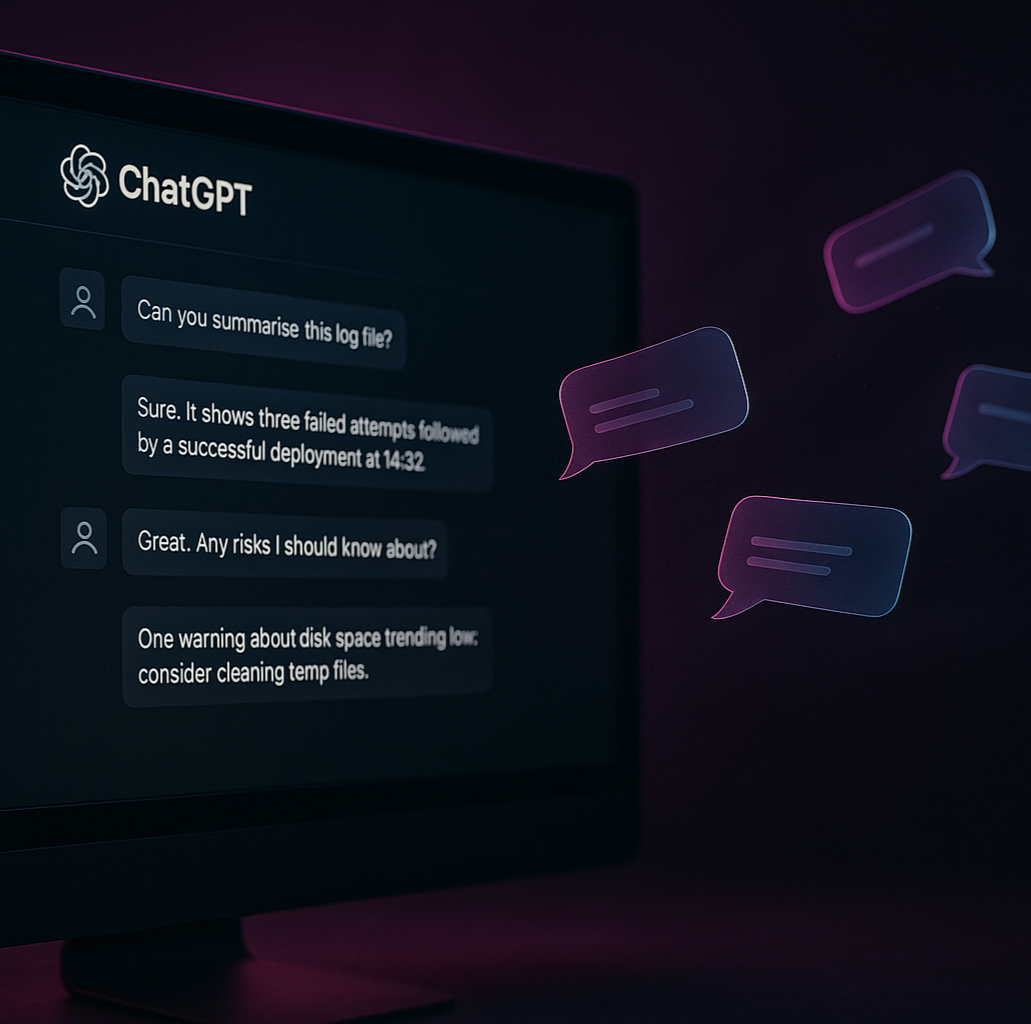 ChatGPT
Can you summarise this log file?
Sure. It shows three failed attempts followed
by a successful deployment at 14:32
Great. Any risks I should know about?
One warning about disk space trending low:
consider cleaning temp files.